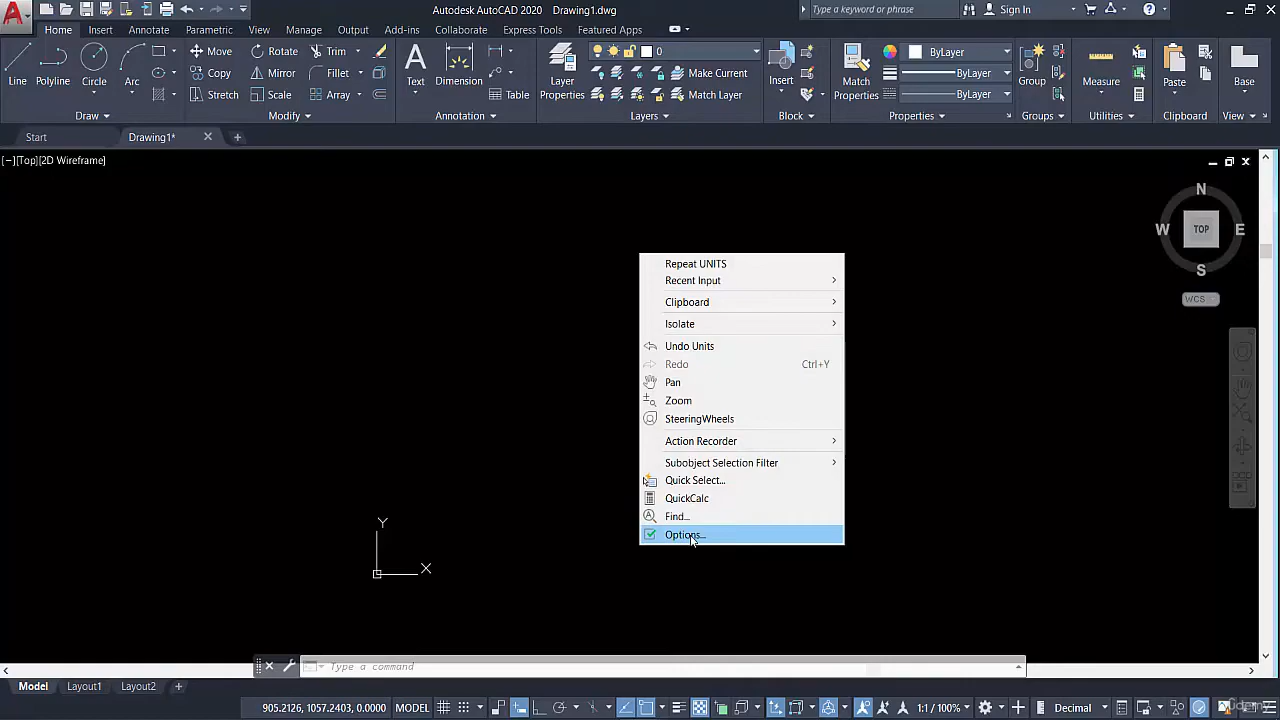 Autodesk AutoCAD 2020 Drawing1.dwg
Type a keyword or phrase
Sign In
Home Insert Annotate Parametric View Manage Output Add-ins Collaborate Express Tools Featured Apps
Line
Polyline
Circle
Arc
Move
Rotate
Trim
Copy
Mirror
Fillet
Stretch
Scale
Array
Text
Dimension
Table
Layer
Properties
0
Make Current
Match Layer
Insert
Match
Properties
ByLayer
ByLayer
ByLayer
Group
Measure
Paste
Base
Draw
Modify
Annotation
Layers
Block
Properties
Groups
Utilities
Clipboard
View
Start
Drawing1*
[−][Top][2D Wireframe]
N
W
TOP
E
S
WCS
Repeat UNITS
Recent Input
Clipboard
Isolate
Undo Units
Redo Ctrl+Y
Pan
Zoom
SteeringWheels
Action Recorder
Subobject Selection Filter
Quick Select...
QuickCalc
Find...
Options...
Y
X
Type a command
Model
Layout1
Layout2
905.2126, 1057.2403, 0.0000
MODEL
1:1 / 100%
Decimal
Udemy